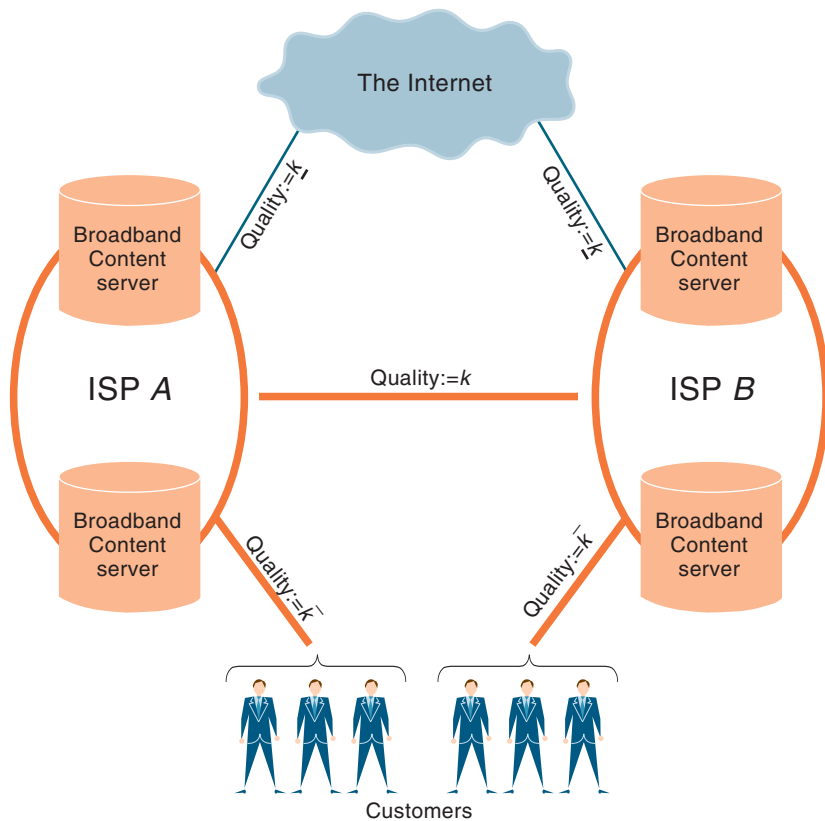 The Internet
Quality:=k̲
Quality:=k̲
Broadband
Content
server
Broadband
Content
server
ISP A
Quality:=k
ISP B
Broadband
Content
server
Broadband
Content
server
Quality:=k̅
Quality:=k̅
Customers